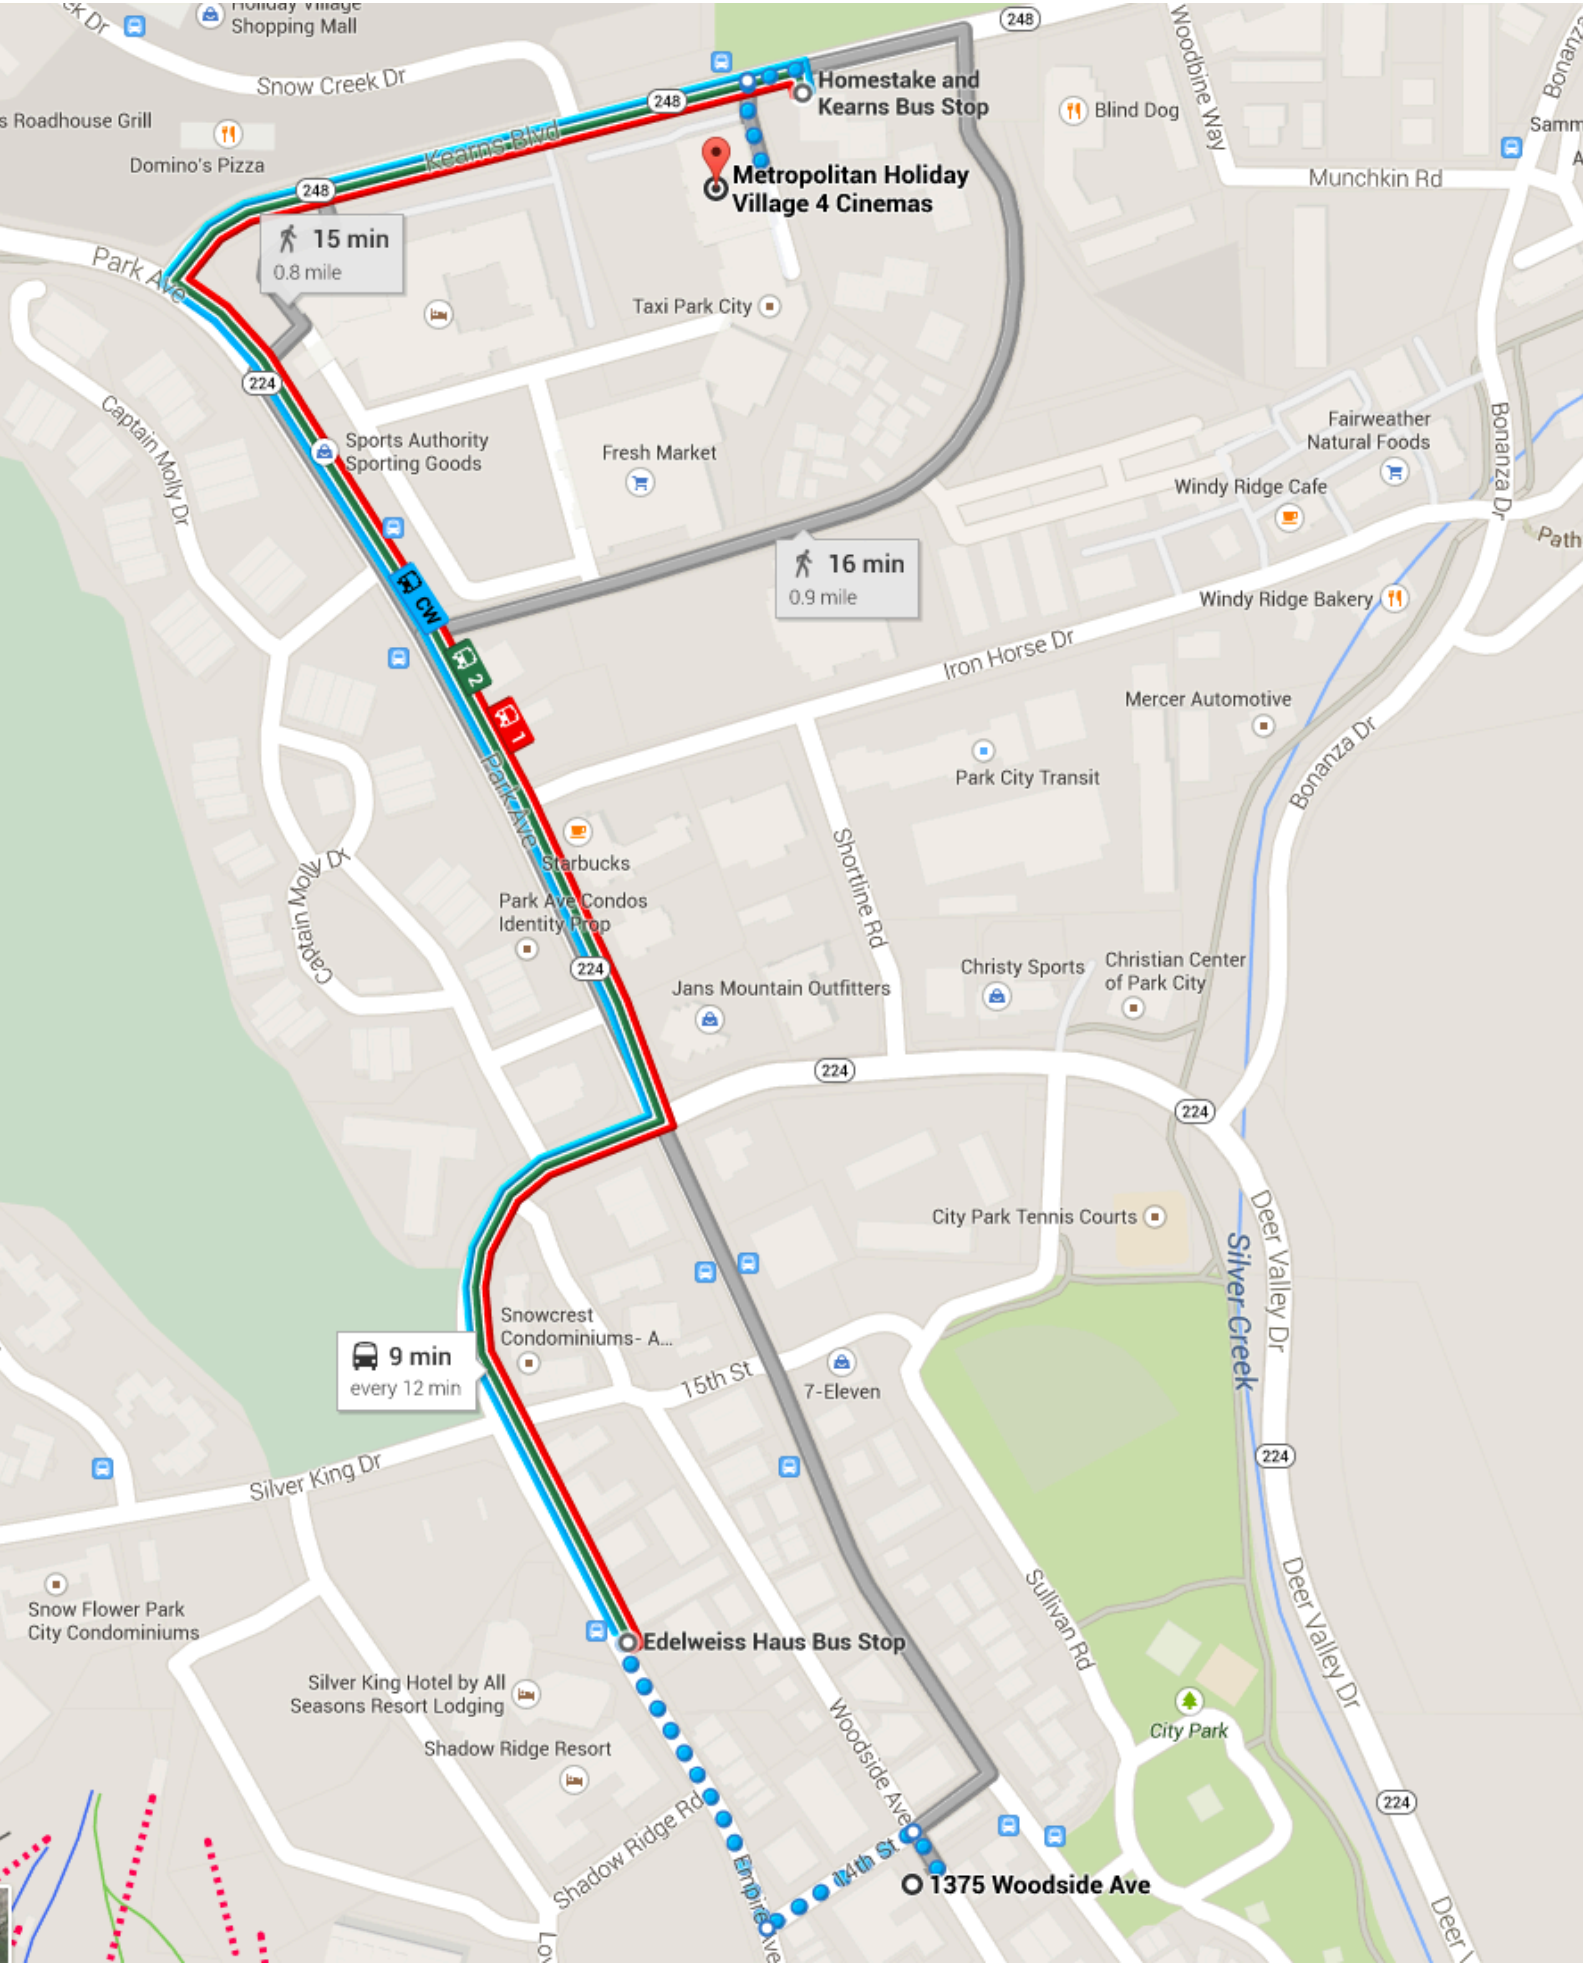 Holiday Village
Shopping Mall
Snow Creek Dr
248
Homestake and
Kearns Bus Stop
248
Woodbine Way
Bonanza
Blind Dog
s Roadhouse Grill
Domino's Pizza
Kearns Blvd
248
Metropolitan Holiday
Village 4 Cinemas
Munchkin Rd
Samm
Park Ave
15 min
0.8 mile
Taxi Park City
224
Captain Molly Dr
Sports Authority
Sporting Goods
Fresh Market
Fairweather
Natural Foods
Windy Ridge Cafe
Bonanza Dr
Path
16 min
0.9 mile
CW
2
1
Windy Ridge Bakery
Iron Horse Dr
Mercer Automotive
Park City Transit
Bonanza Dr
Park Ave
Starbucks
Shortline Rd
Captain Molly Dr
Park Ave Condos
Identity Prop
224
Jans Mountain Outfitters
Christy Sports
Christian Center
of Park City
224
224
City Park Tennis Courts
Silver Creek
Deer Valley Dr
Snowcrest
Condominiums- A...
9 min
every 12 min
15th St
7-Eleven
Silver King Dr
224
Snow Flower Park
City Condominiums
Sullivan Rd
Deer Valley Dr
Edelweiss Haus Bus Stop
Silver King Hotel by All
Seasons Resort Lodging
Shadow Ridge Resort
Woodside Ave
City Park
224
Shadow Ridge Rd
Empire Ave
14th St
1375 Woodside Ave
Deer V
Lov